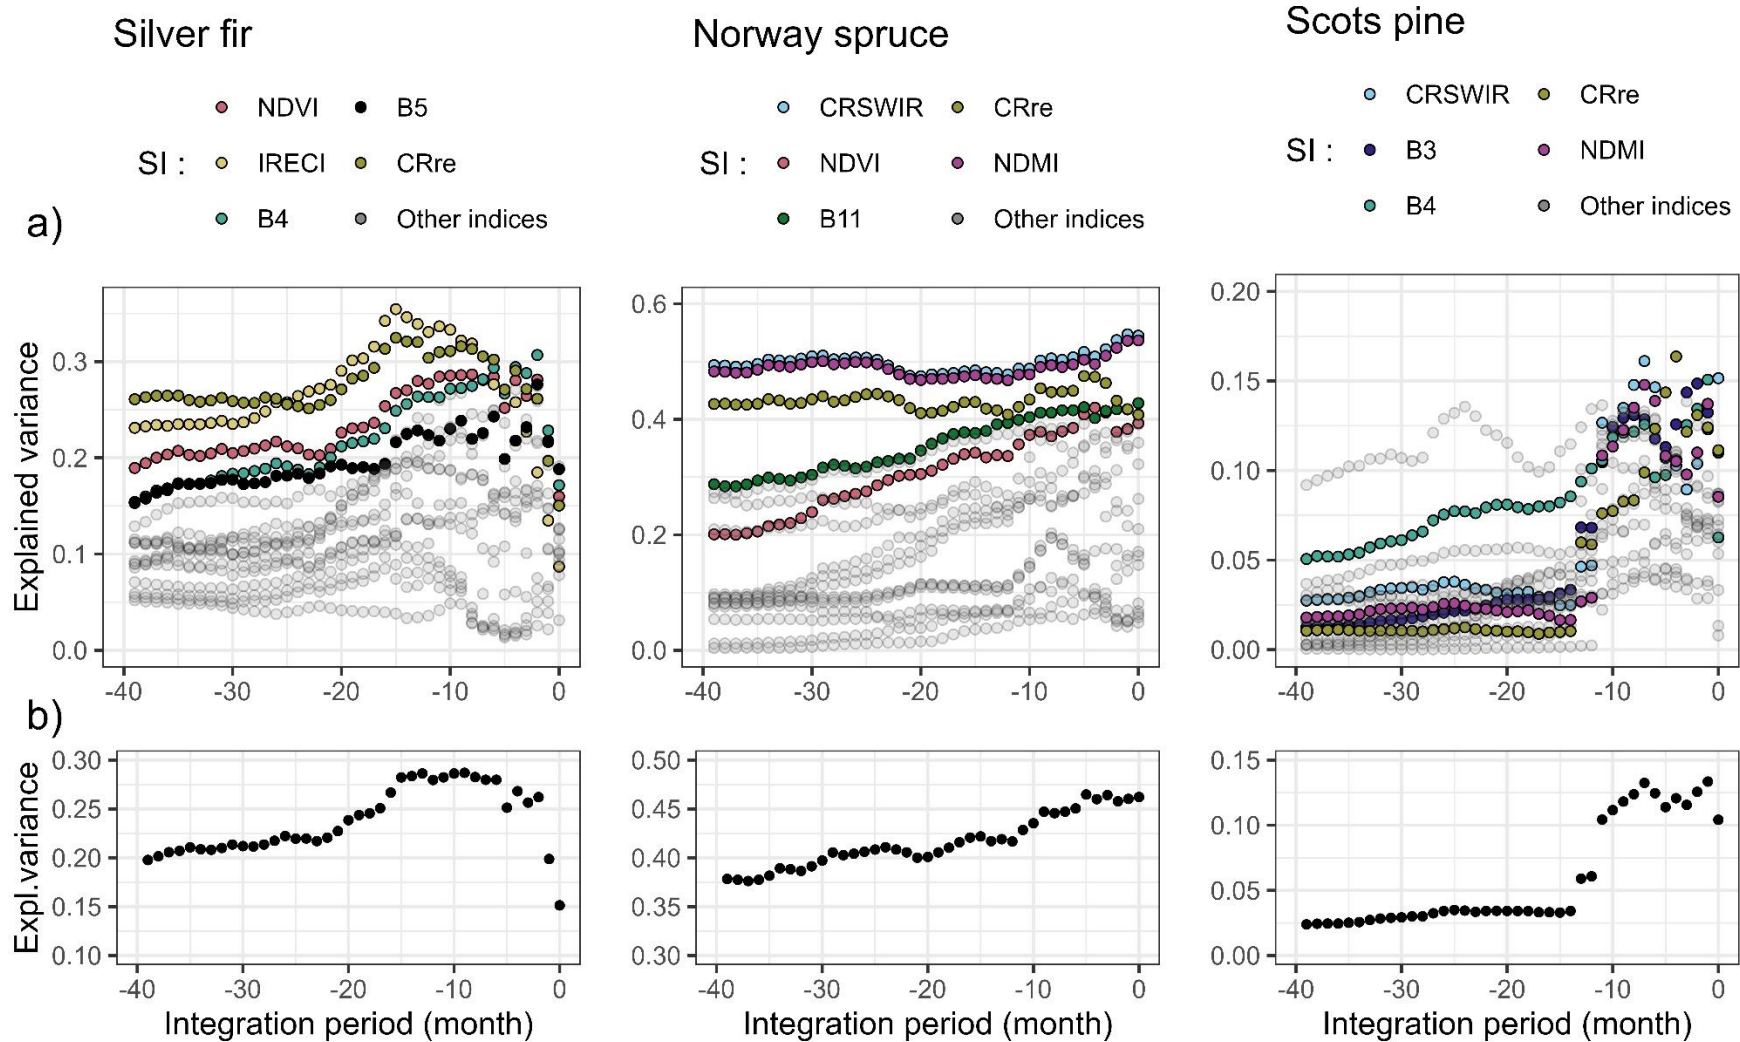 Silver fir
Norway spruce
Scots pine
SI :
NDVI
B5
IRECI
CRre
B4
Other indices
SI :
CRSWIR
CRre
NDVI
NDMI
B11
Other indices
SI :
CRSWIR
CRre
B3
NDMI
B4
Other indices
a)
Explained variance
0.3
0.2
0.1
0.0
-40 -30 -20 -10 0
0.6
0.4
0.2
0.0
-40 -30 -20 -10 0
0.20
0.15
0.10
0.05
0.00
-40 -30 -20 -10 0
b)
Expl.variance
0.30
0.25
0.20
0.15
0.10
-40 -30 -20 -10 0
Integration period (month)
0.50
0.45
0.40
0.35
0.30
-40 -30 -20 -10 0
Integration period (month)
0.15
0.10
0.05
0.00
-40 -30 -20 -10 0
Integration period (month)